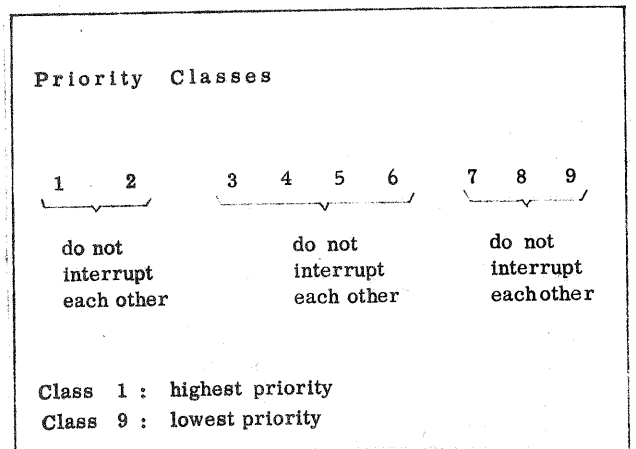 Priority Classes
1 2 3 4 5 6 7 8 9
do not do not do not
interrupt interrupt interrupt
each other each other eachother
Class 1 : highest priority
Class 9 : lowest priority